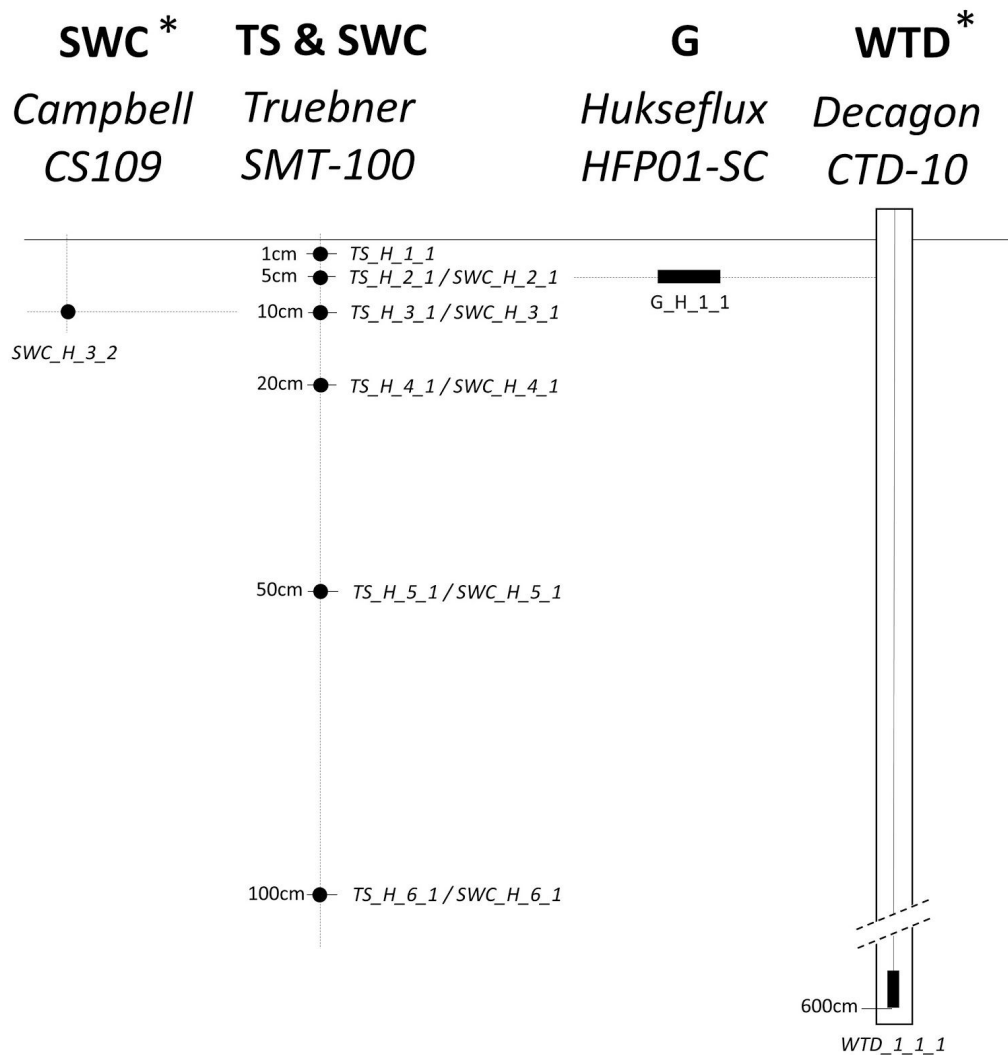 SWC *
Campbell
CS109
TS & SWC
Truebner
SMT-100
G
Hukseflux
HFP01-SC
WTD *
Decagon
CTD-10
1cm TS_H_1_1
5cm TS_H_2_1 / SWC_H_2_1
G_H_1_1
10cm TS_H_3_1 / SWC_H_3_1
SWC_H_3_2
20cm TS_H_4_1 / SWC_H_4_1
50cm TS_H_5_1 / SWC_H_5_1
100cm TS_H_6_1 / SWC_H_6_1
600cm
WTD_1_1_1